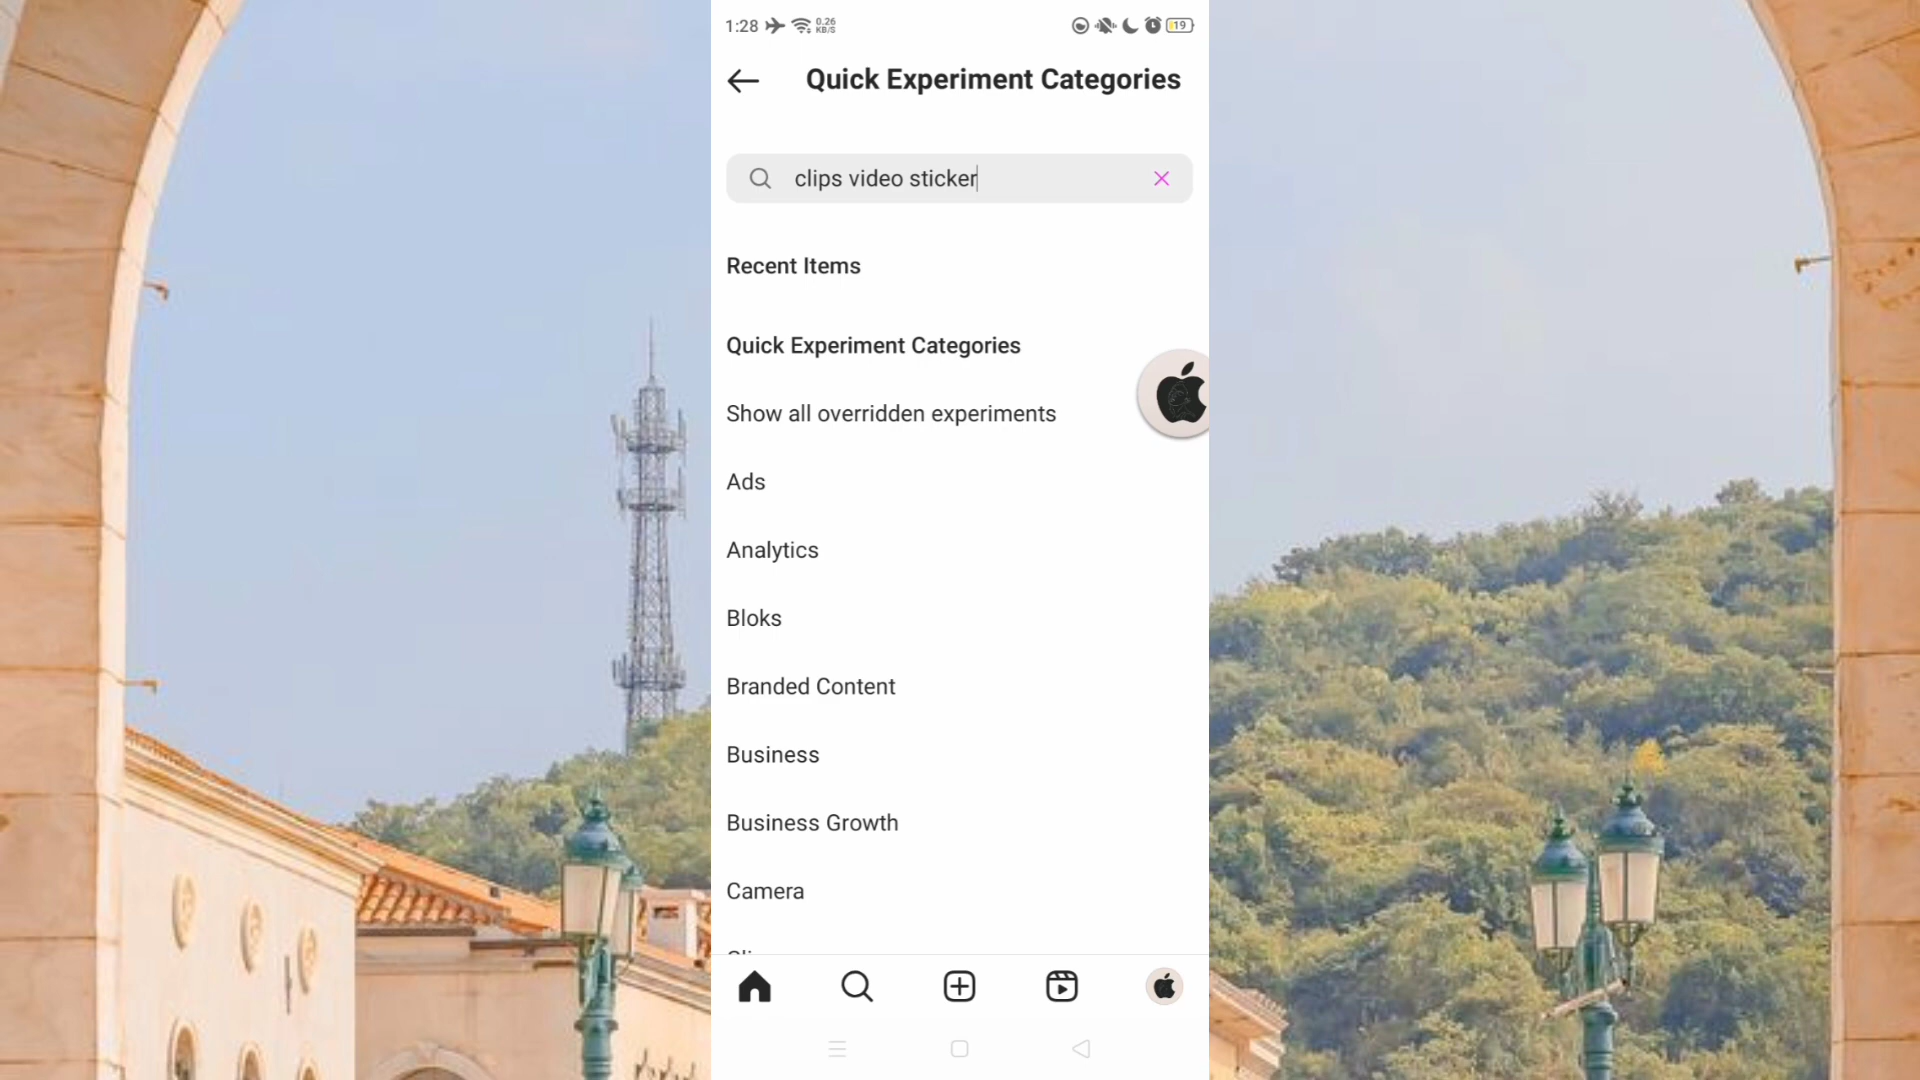 1:28 0.26 KB/S 19
Quick Experiment Categories
clips video sticker
Recent Items
Quick Experiment Categories
Show all overridden experiments
Ads
Analytics
Bloks
Branded Content
Business
Business Growth
Camera